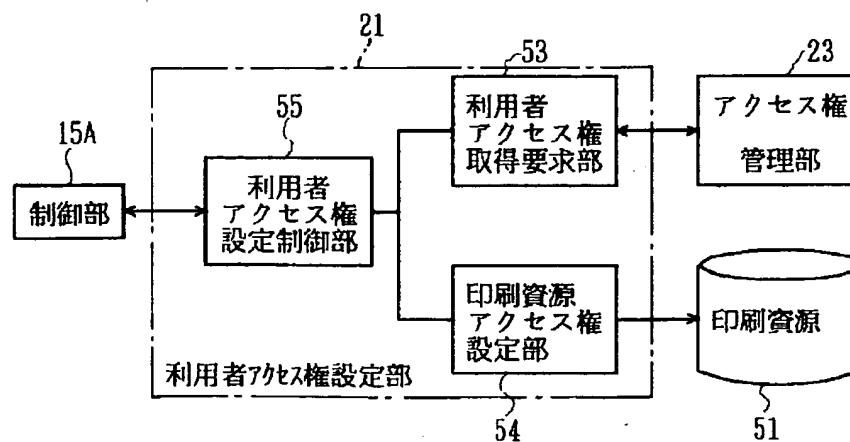 21
53
23
利用者
アクセス権
取得要求部
アクセス権
管理部
55
15A
利用者
アクセス権
設定制御部
制御部
印刷資源
アクセス権
設定部
印刷資源
利用者アクセス権設定部
54
51